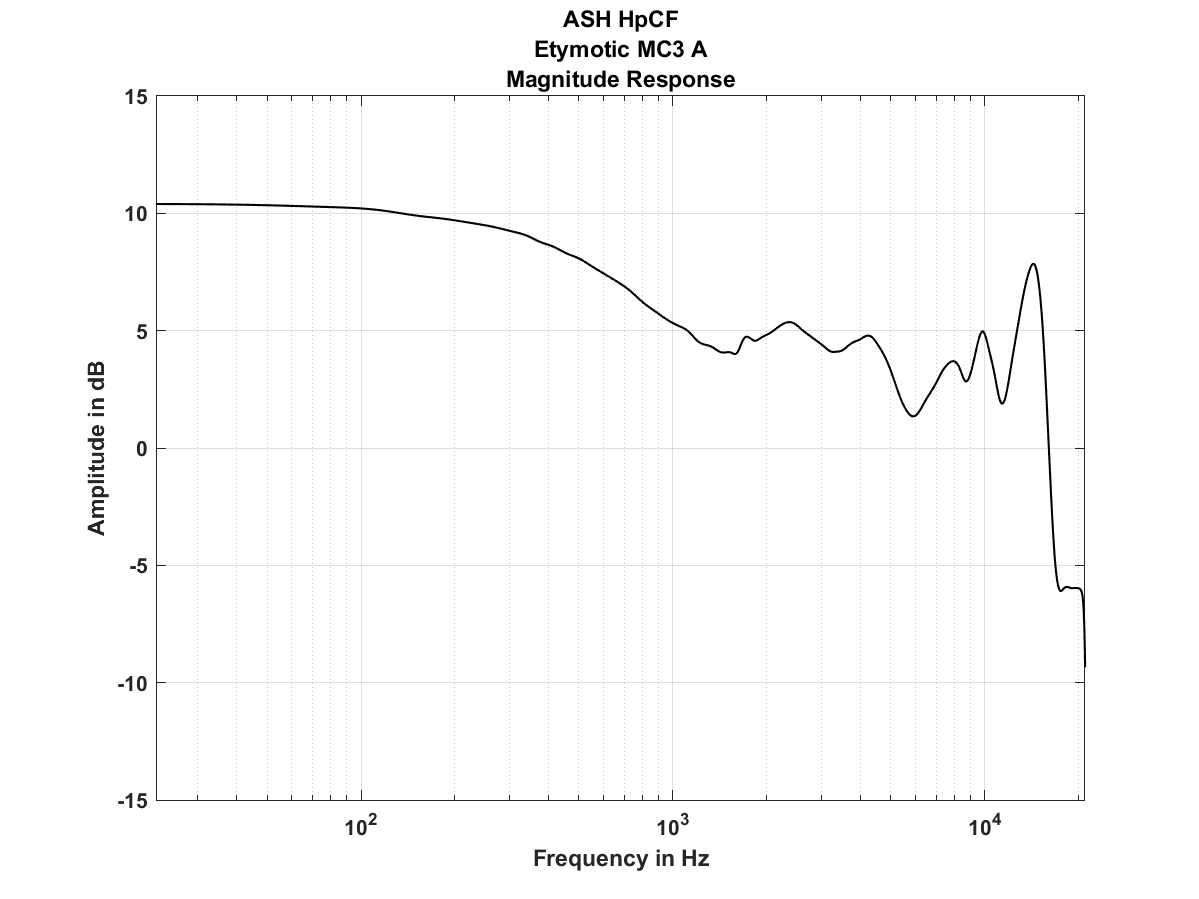 ASH HpCF
Etymotic MC3 A
Magnitude Response
15
10
5
0
-5
-10
-15
Amplitude in dB
10²
10³
10⁴
Frequency in Hz